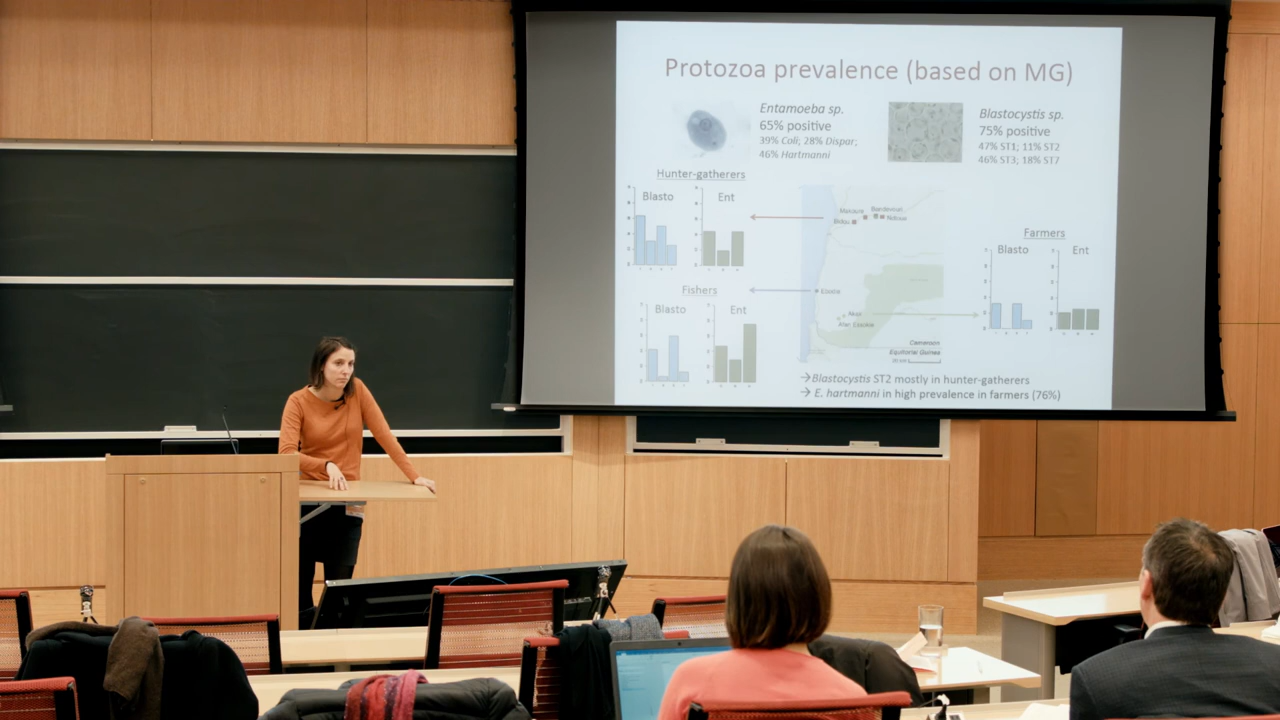 Protozoa prevalence (based on MG)
Entamoeba sp.
65% positive
39% Coli; 28% Dispar;
46% Hartmanni
Blastocystis sp.
75% positive
47% ST1; 11% ST2
46% ST3; 18% ST7
Hunter-gatherers
Blasto
Ent
Farmers
Blasto
Ent
Fishers
Blasto
Ent
Cameroon
Equatorial Guinea
→Blastocystis ST2 mostly in hunter-gatherers
→ E. hartmanni in high prevalence in farmers (76%)